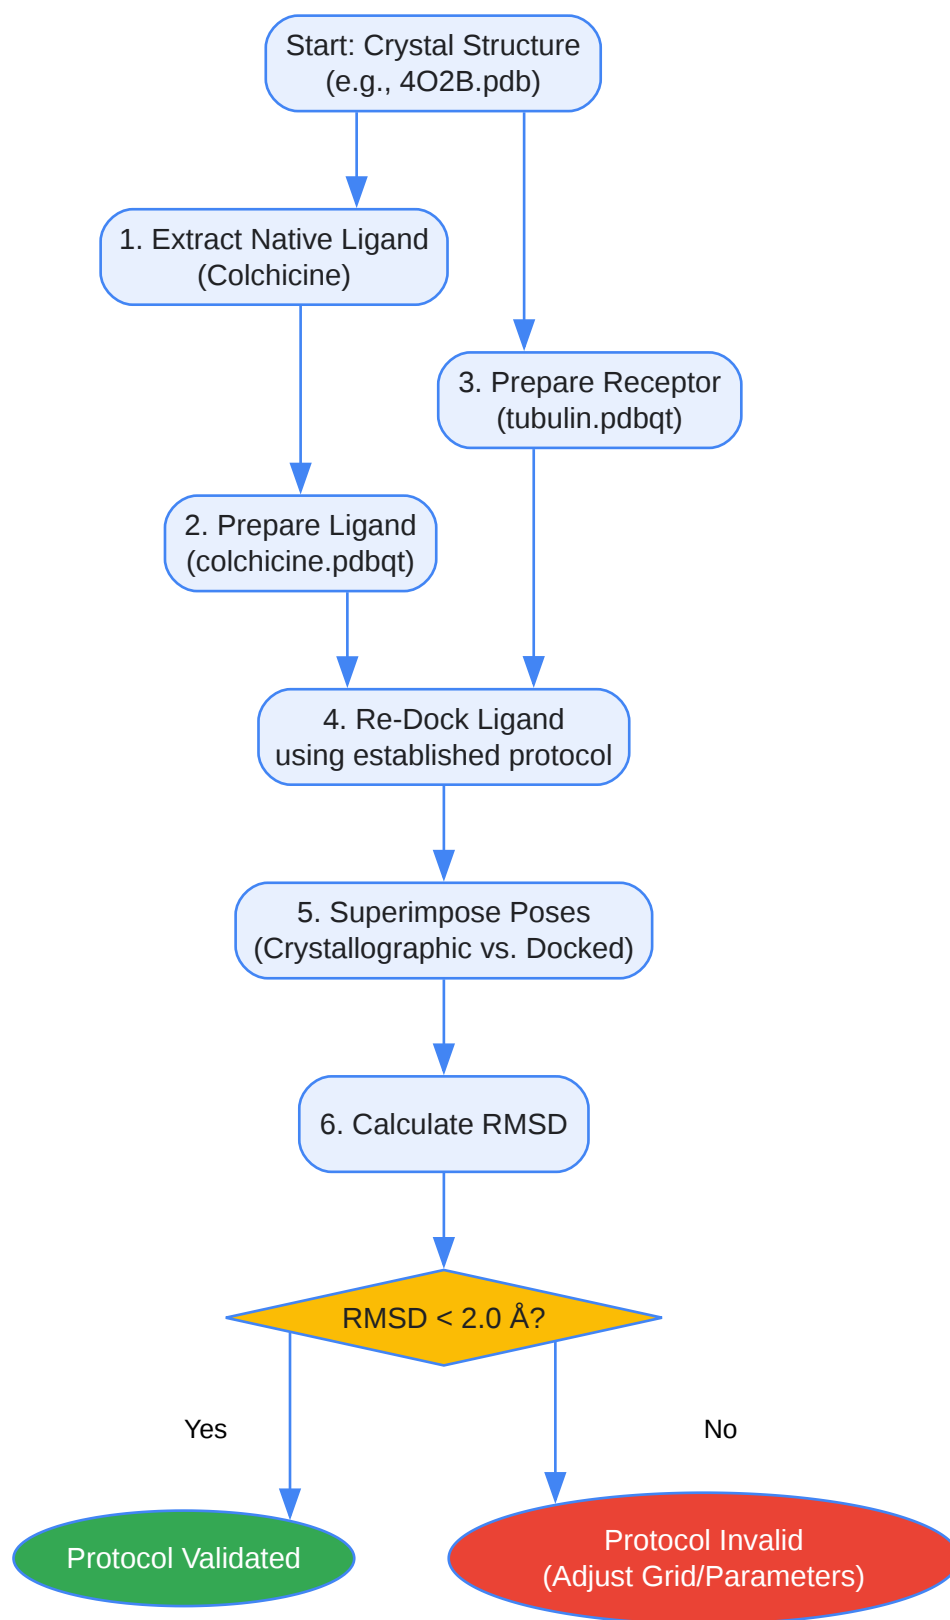 Start: Crystal Structure
(e.g., 4O2B.pdb)
1. Extract Native Ligand
(Colchicine)
3. Prepare Receptor
(tubulin.pdbqt)
2. Prepare Ligand
(colchicine.pdbqt)
4. Re-Dock Ligand
using established protocol
5. Superimpose Poses
(Crystallographic vs. Docked)
6. Calculate RMSD
RMSD < 2.0 Å?
Yes
No
Protocol Validated
Protocol Invalid
(Adjust Grid/Parameters)